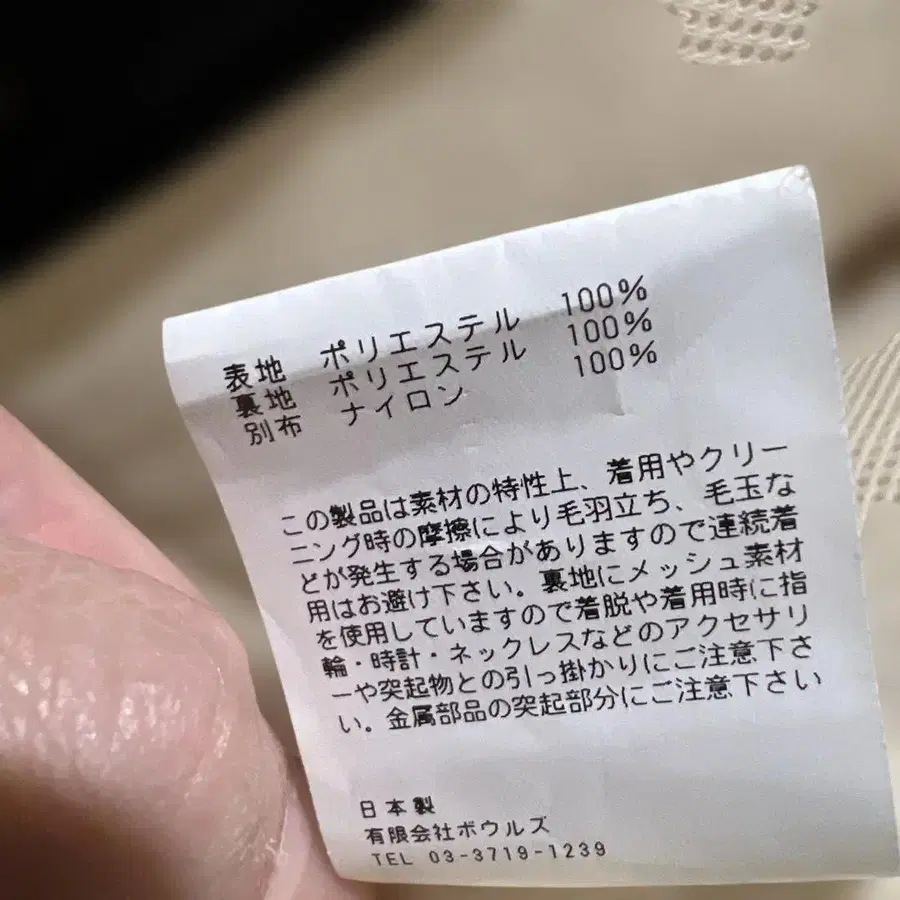 表地 ポリエステル 100%
裏地 ポリエステル 100%
別布 ナイロン 100%
この製品は素材の特性上、着用やクリー
ニング時の摩擦により毛羽立ち、毛玉な
どが発生する場合がありますので連続着
用はお避け下さい。裏地にメッシュ素材
を使用していますので着脱や着用時に指
輪・時計・ネックレスなどのアクセサリ
ーや突起物との引っ掛かりにご注意下さ
い。金属部品の突起部分にご注意下さい
日本製
有限会社ボウルズ
TEL 03-3719-1239